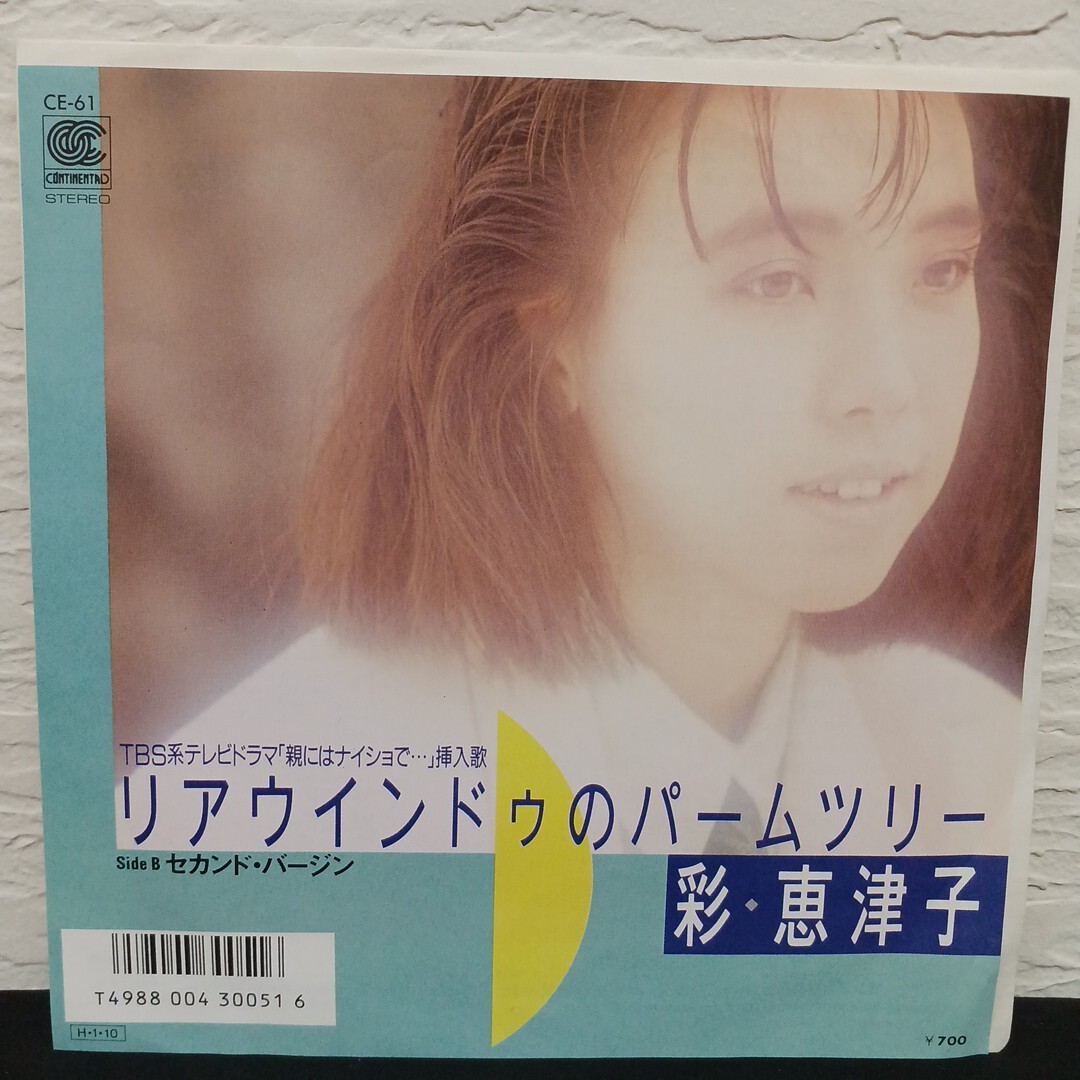 CE-61
CONTINENTAL
STEREO
TBS系テレビドラマ「親にはナイショで…」挿入歌
リアウインドゥのパームツリー
Side B セカンド・バージン
彩・恵津子
T4988 004 30051 6
H・1・10
¥700